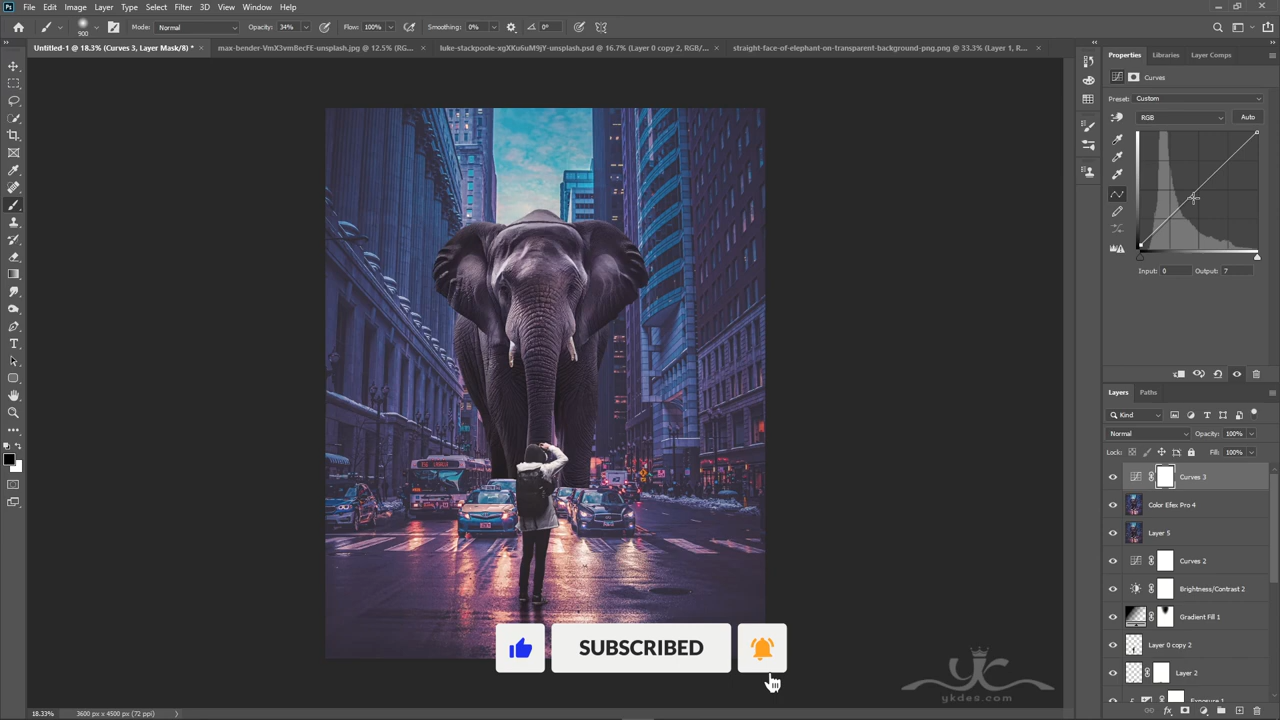 File Edit Image Layer Type Select Filter 3D View Window Help
Mode: Normal Opacity: 34% Flow: 100% Smoothing: 0% 0°
900
Untitled-1 @ 18.3% (Curves 3, Layer Mask/8) *
max-bender-VmX3vmBecFE-unsplash.jpg @ 12.5% (RG...
luke-stackpoole-xgXKu6uM9jY-unsplash.psd @ 16.7% (Layer 0 copy 2, RGB/...
straight-face-of-elephant-on-transparent-background-png.png @ 33.3% (Layer 1, R...
Properties Libraries Layer Comps
Curves
Preset: Custom
RGB Auto
Input: 0 Output: 7
Layers Paths
Kind
Normal Opacity: 100%
Lock: Fill: 100%
Curves 3
Color Efex Pro 4
Layer 5
Curves 2
Brightness/Contrast 2
Gradient Fill 1
Layer 0 copy 2
Layer 2
Exposure 1
SUBSCRIBED
ykdes.com
18.33% 3600 px x 4500 px (72 ppi)